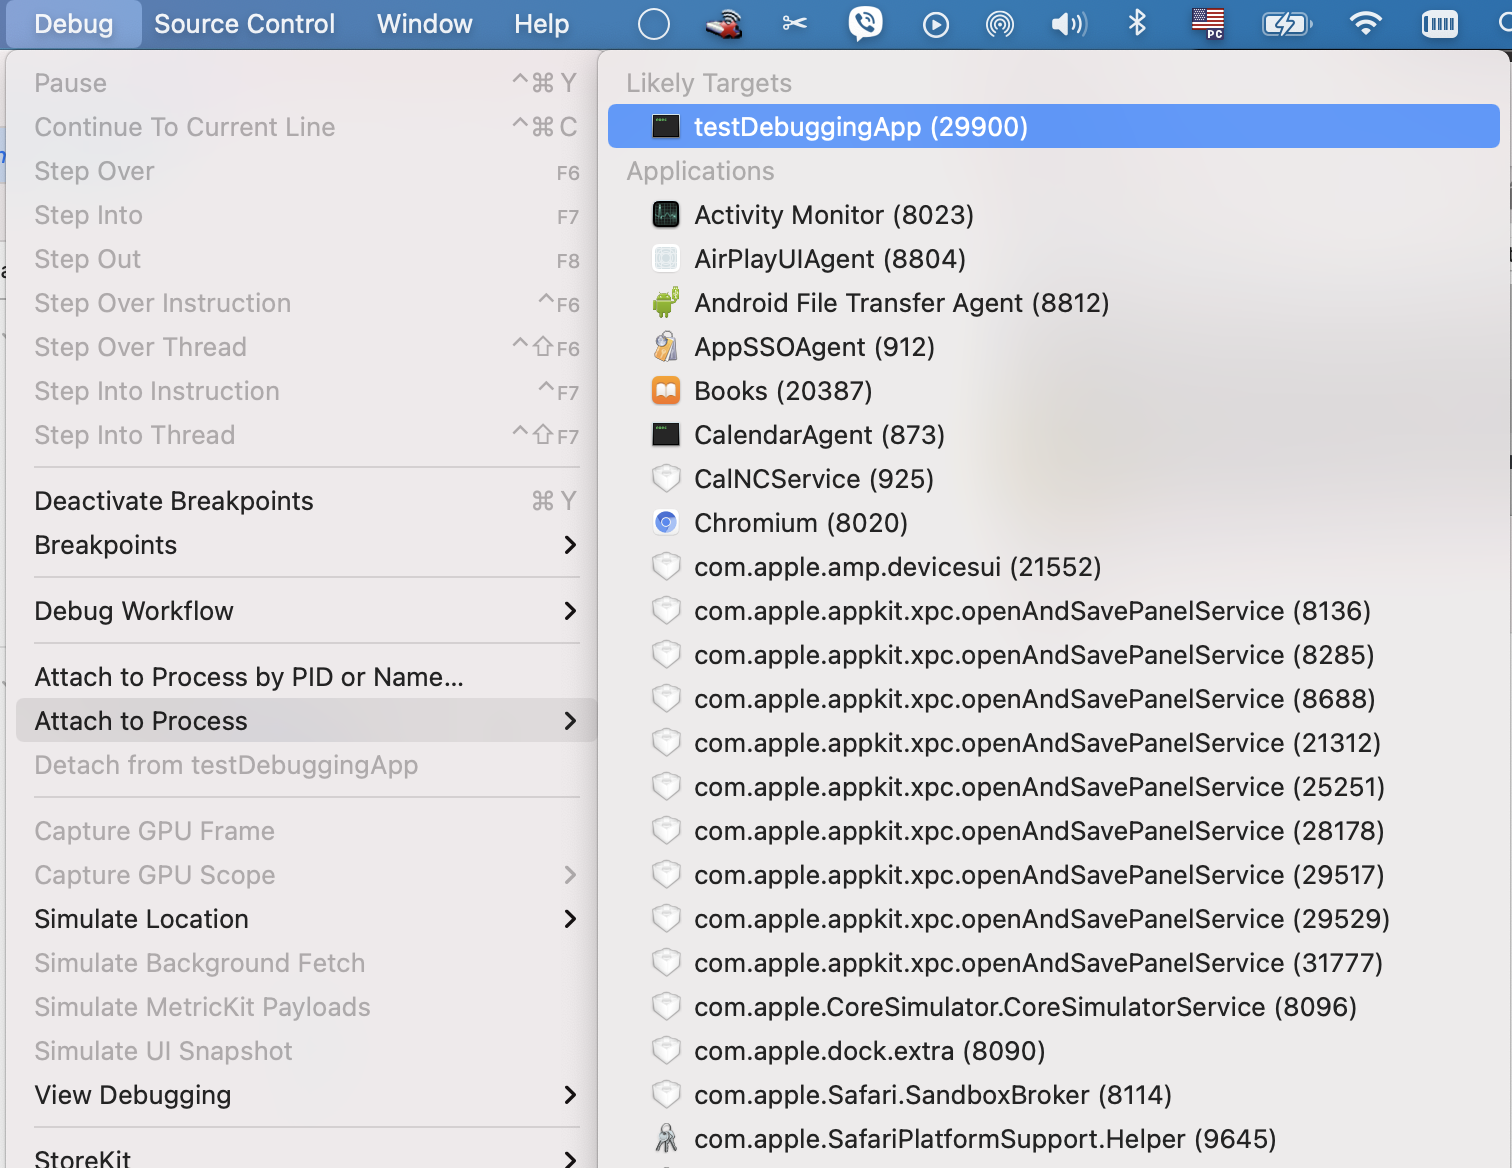 Debug Source Control Window Help PC
Pause ^⌘ Y
Continue To Current Line ^⌘ C
Step Over F6
Step Into F7
Step Out F8
Step Over Instruction ^F6
Step Over Thread ^⇧F6
Step Into Instruction ^F7
Step Into Thread ^⇧F7
Deactivate Breakpoints ⌘ Y
Breakpoints
Debug Workflow
Attach to Process by PID or Name...
Attach to Process
Detach from testDebuggingApp
Capture GPU Frame
Capture GPU Scope
Simulate Location
Simulate Background Fetch
Simulate MetricKit Payloads
Simulate UI Snapshot
View Debugging
StoreKit
Likely Targets
testDebuggingApp (29900)
Applications
Activity Monitor (8023)
AirPlayUIAgent (8804)
Android File Transfer Agent (8812)
AppSSOAgent (912)
Books (20387)
CalendarAgent (873)
CalNCService (925)
Chromium (8020)
com.apple.amp.devicesui (21552)
com.apple.appkit.xpc.openAndSavePanelService (8136)
com.apple.appkit.xpc.openAndSavePanelService (8285)
com.apple.appkit.xpc.openAndSavePanelService (8688)
com.apple.appkit.xpc.openAndSavePanelService (21312)
com.apple.appkit.xpc.openAndSavePanelService (25251)
com.apple.appkit.xpc.openAndSavePanelService (28178)
com.apple.appkit.xpc.openAndSavePanelService (29517)
com.apple.appkit.xpc.openAndSavePanelService (29529)
com.apple.appkit.xpc.openAndSavePanelService (31777)
com.apple.CoreSimulator.CoreSimulatorService (8096)
com.apple.dock.extra (8090)
com.apple.Safari.SandboxBroker (8114)
com.apple.SafariPlatformSupport.Helper (9645)